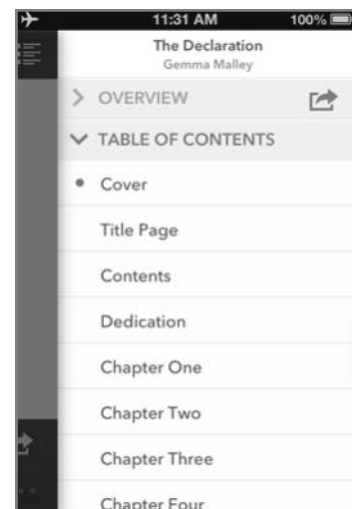 11:31 AM 100%
The Declaration
Gemma Malley
OVERVIEW
TABLE OF CONTENTS
Cover
Title Page
Contents
Dedication
Chapter One
Chapter Two
Chapter Three
Chapter Four